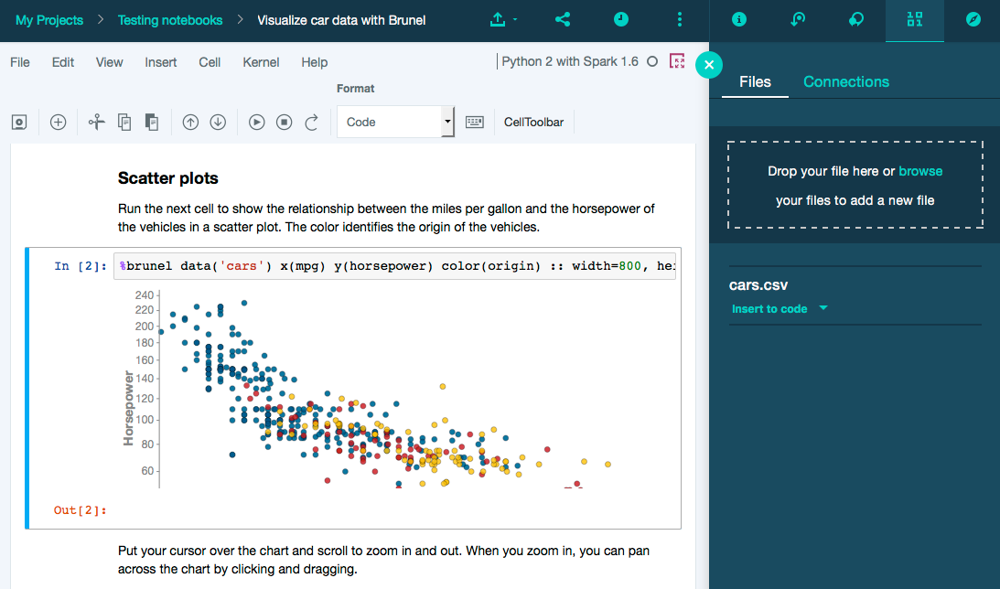 My Projects > Testing notebooks > Visualize car data with Brunel
File Edit View Insert Cell Kernel Help
Python 2 with Spark 1.6
Format
Code
CellToolbar
Scatter plots
Run the next cell to show the relationship between the miles per gallon and the horsepower of
the vehicles in a scatter plot. The color identifies the origin of the vehicles.
In [2]: %brunel data('cars') x(mpg) y(horsepower) color(origin) :: width=800, hei
240
220
200
180
160
140
120
100
80
60
Horsepower
Out[2]:
Put your cursor over the chart and scroll to zoom in and out. When you zoom in, you can pan
across the chart by clicking and dragging.
Files Connections
Drop your file here or browse
your files to add a new file
cars.csv
Insert to code